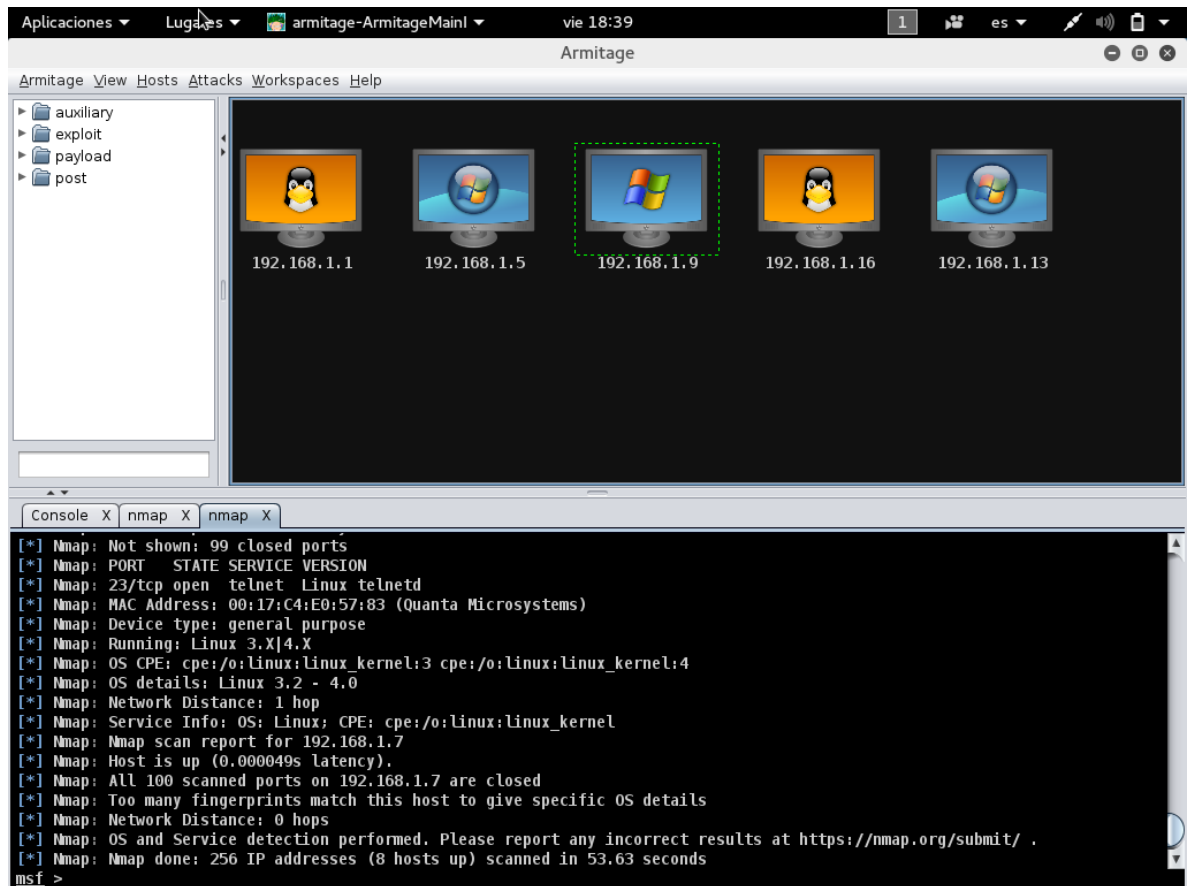 Aplicaciones Lugares armitage-ArmitageMainI vie 18:39 1 es
Armitage
Armitage View Hosts Attacks Workspaces Help
auxiliary
exploit
payload
post
192.168.1.1 192.168.1.5 192.168.1.9 192.168.1.16 192.168.1.13
Console X nmap X nmap X
[*] Nmap: Not shown: 99 closed ports
[*] Nmap: PORT STATE SERVICE VERSION
[*] Nmap: 23/tcp open telnet Linux telnetd
[*] Nmap: MAC Address: 00:17:C4:E0:57:83 (Quanta Microsystems)
[*] Nmap: Device type: general purpose
[*] Nmap: Running: Linux 3.X|4.X
[*] Nmap: OS CPE: cpe:/o:linux:linux_kernel:3 cpe:/o:linux:linux_kernel:4
[*] Nmap: OS details: Linux 3.2 - 4.0
[*] Nmap: Network Distance: 1 hop
[*] Nmap: Service Info: OS: Linux; CPE: cpe:/o:linux:linux_kernel
[*] Nmap: Nmap scan report for 192.168.1.7
[*] Nmap: Host is up (0.000049s latency).
[*] Nmap: All 100 scanned ports on 192.168.1.7 are closed
[*] Nmap: Too many fingerprints match this host to give specific OS details
[*] Nmap: Network Distance: 0 hops
[*] Nmap: OS and Service detection performed. Please report any incorrect results at https://nmap.org/submit/ .
[*] Nmap: Nmap done: 256 IP addresses (8 hosts up) scanned in 53.63 seconds
msf >